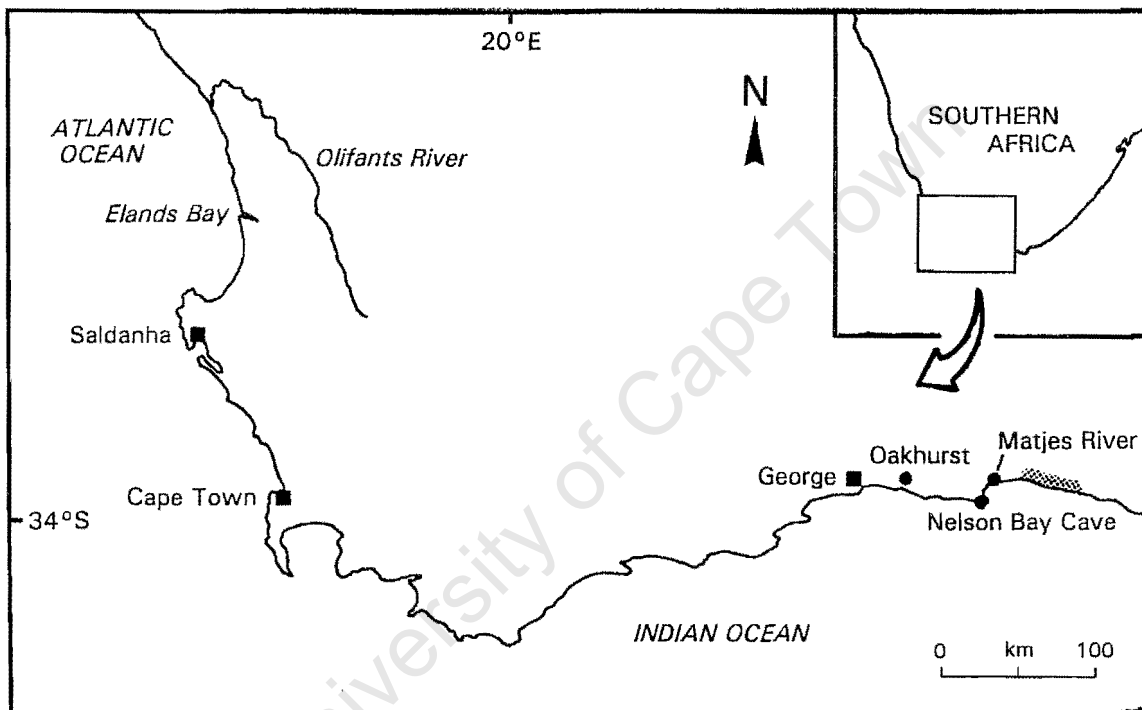 20°E
N
ATLANTIC
OCEAN
Olifants River
Elands Bay
SOUTHERN
AFRICA
Saldanha
Cape Town
34°S
George
Oakhurst
Matjes River
Nelson Bay Cave
INDIAN OCEAN
0 km 100
University of Cape Town